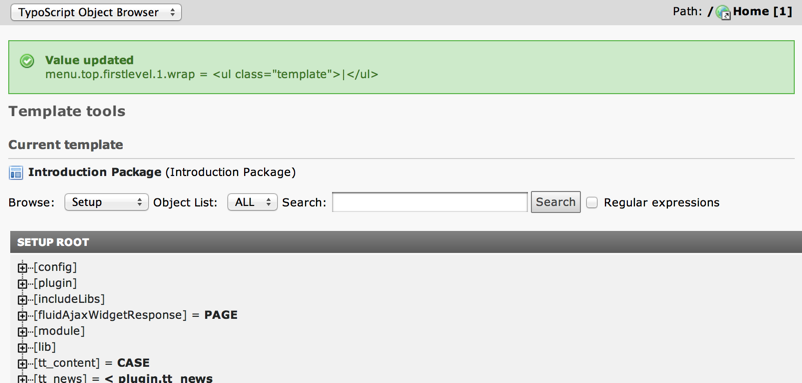 TypoScript Object Browser Path: / Home [1]
Value updated
menu.top.firstlevel.1.wrap = <ul class="template">|</ul>
Template tools
Current template
Introduction Package (Introduction Package)
Browse: Setup Object List: ALL Search: Search Regular expressions
SETUP ROOT
[config]
[plugin]
[includeLibs]
[fluidAjaxWidgetResponse] = PAGE
[module]
[lib]
[tt_content] = CASE
[tt_news] = < plugin.tt_news